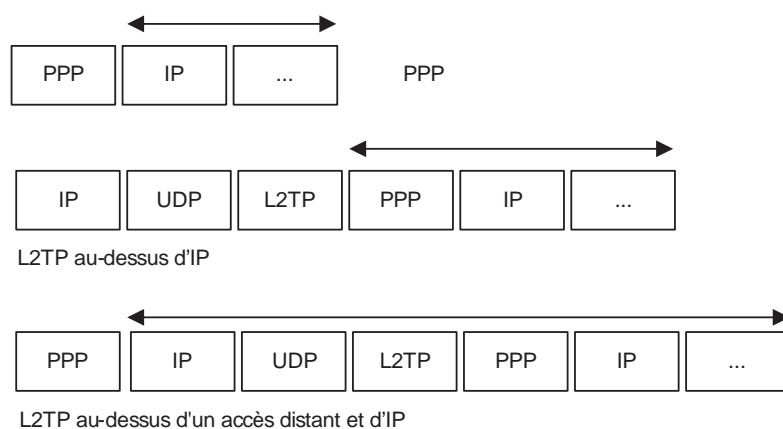 PPP IP ... PPP
IP UDP L2TP PPP IP ...
L2TP au-dessus d’IP
PPP IP UDP L2TP PPP IP ...
L2TP au-dessus d'un accès distant et d’IP